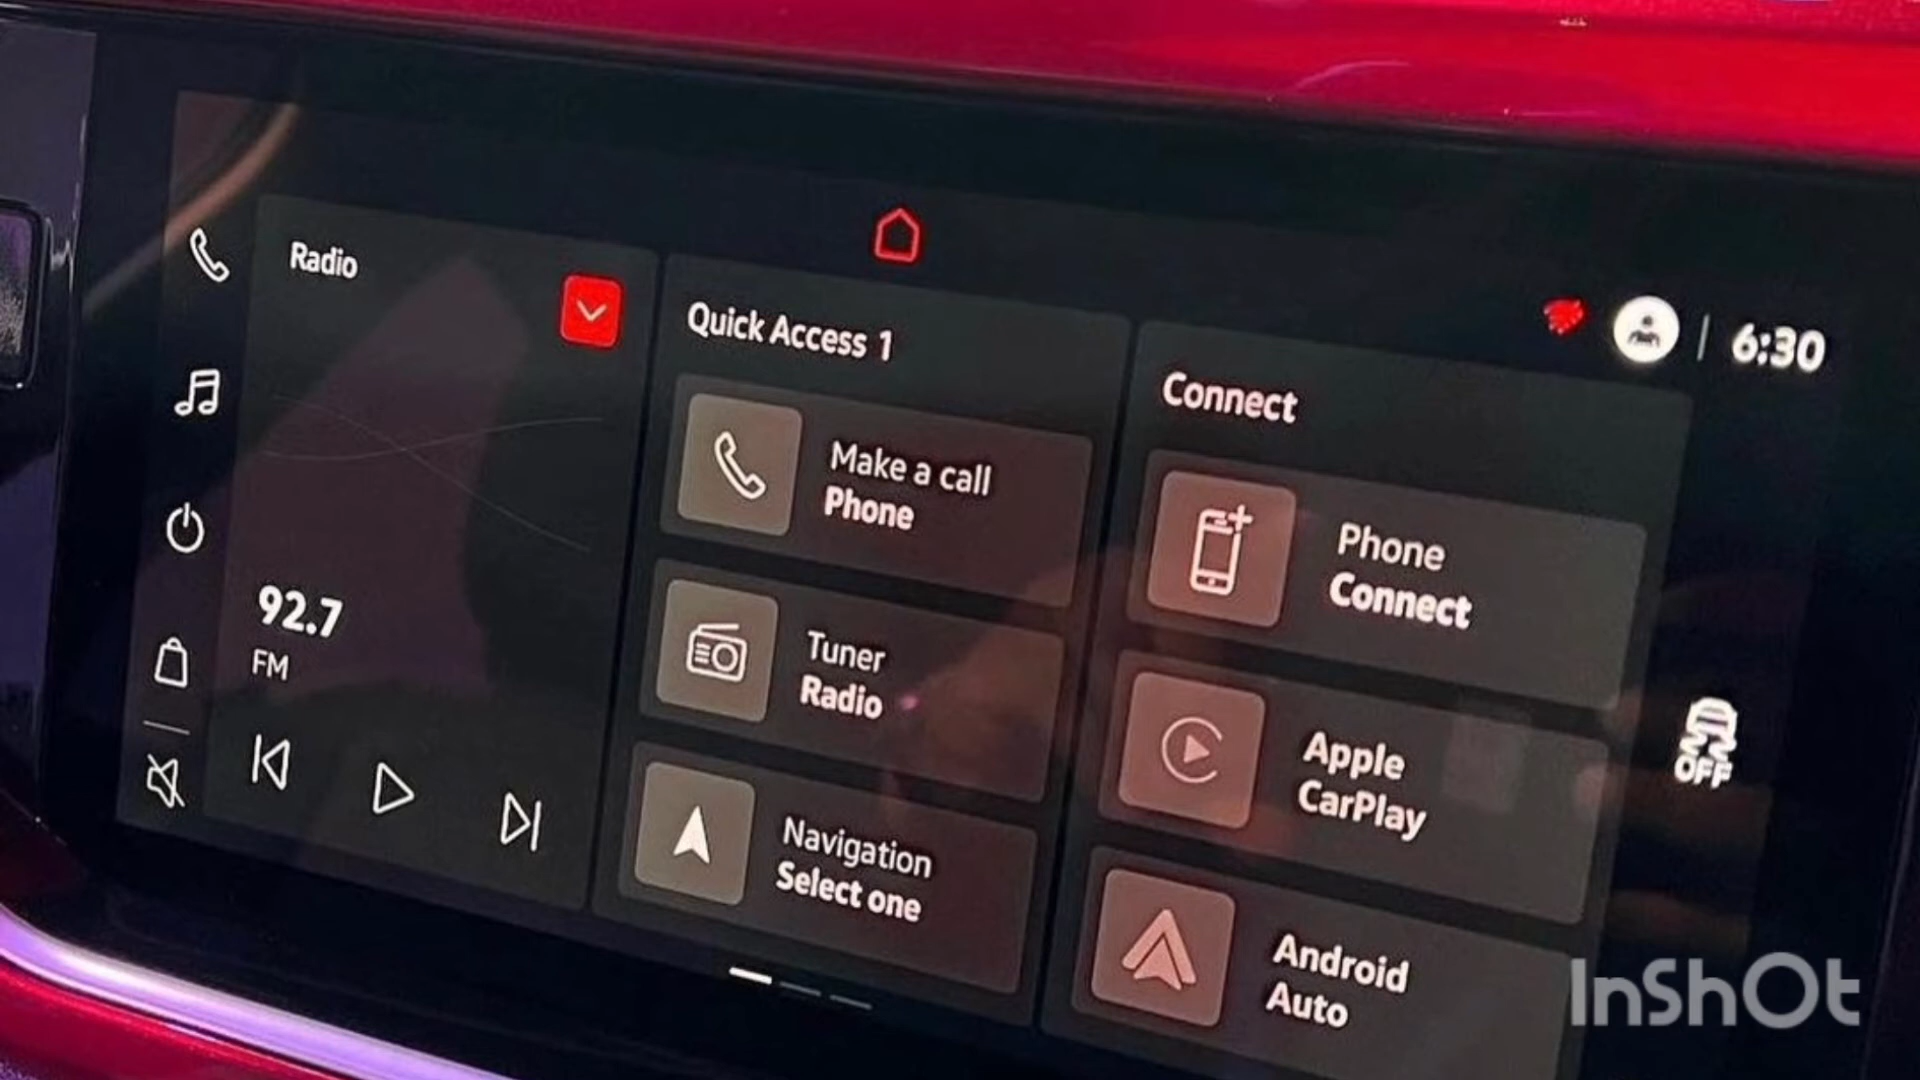 Radio
92.7
FM
Quick Access 1
Make a call
Phone
Tuner
Radio
Navigation
Select one
6:30
Connect
Phone
Connect
Apple
CarPlay
Android
Auto
OFF
InShOt